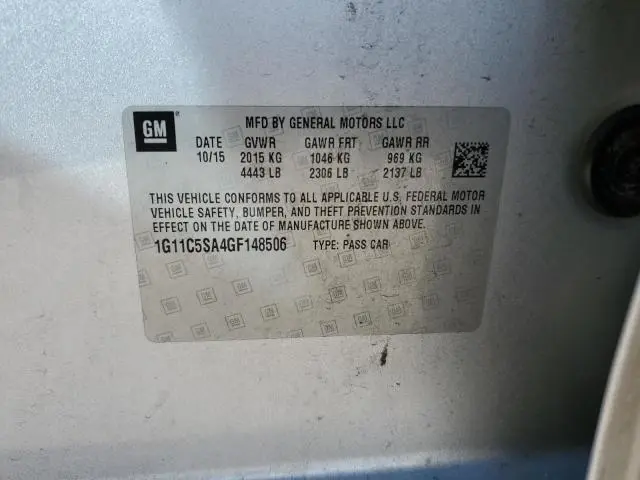 GM
MFD BY GENERAL MOTORS LLC
DATE GVWR GAWR FRT GAWR RR
10/15 2015 KG 1046 KG 969 KG
4443 LB 2306 LB 2137 LB
THIS VEHICLE CONFORMS TO ALL APPLICABLE U.S. FEDERAL MOTOR
VEHICLE SAFETY, BUMPER, AND THEFT PREVENTION STANDARDS IN
EFFECT ON THE DATE OF MANUFACTURE SHOWN ABOVE.
1G11C5SA4GF148506 TYPE: PASS CAR